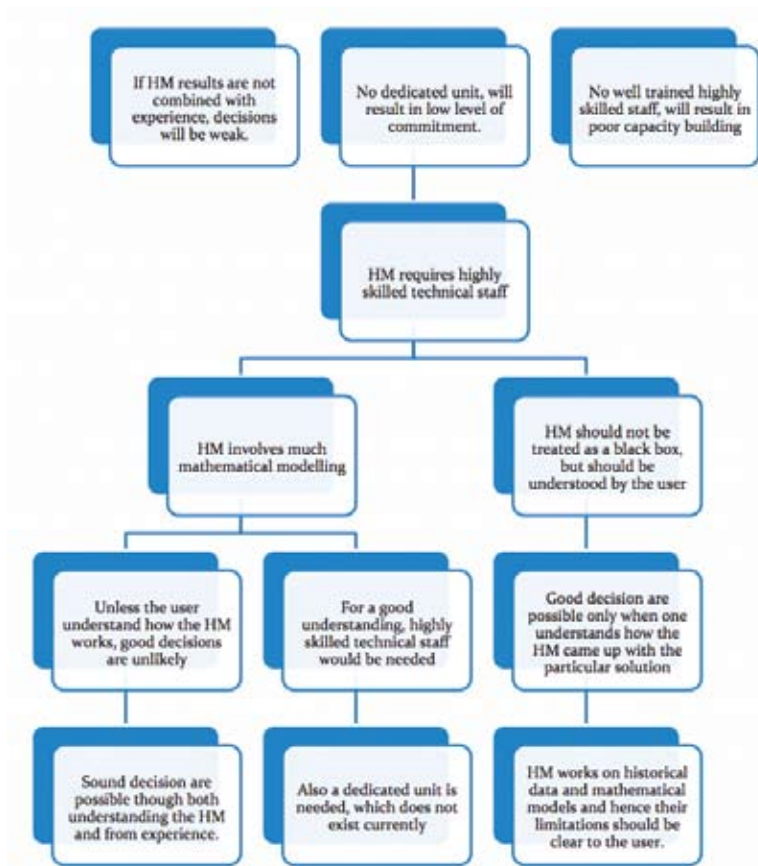 If HM results are not
combined with
experience, decisions
will be weak.
No dedicated unit, will
result in low level of
commitment.
No well trained highly
skilled staff, will result in
poor capacity building
HM requires highly
skilled technical staff
HM involves much
mathematical modelling
HM should not be
treated as a black box,
but should be
understood by the user
Unless the user
understand how the HM
works, good decisions
are unlikely
For a good
understanding, highly
skilled technical staff
would be needed
Good decision are
possible only when one
understands how the
HM came up with the
particular solution
Sound decision are
possible though both
understanding the HM
and from experience.
Also a dedicated unit is
needed, which does not
exist currently
HM works on historical
data and mathematical
models and hence their
limitations should be
clear to the user.